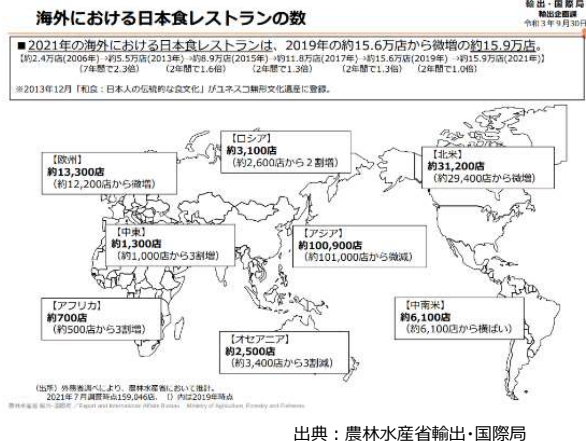 海外における日本食レストランの数
輸出・国際局
輸出企画課
令和3年9月30日
■2021年の海外における日本食レストランは、2019年の約15.6万店から微増の約15.9万店。
【約2.4万店(2006年)→約5.5万店(2013年)→約8.9万店(2015年)→約11.8万店(2017年)→約15.6万店(2019年)→約15.9万店(2021年)】
(7年間で2.3倍) (2年間で1.6倍) (2年間で1.3倍) (2年間で1.3倍) (2年間で1.0倍)
※2013年12月「和食;日本人の伝統的な食文化」がユネスコ無形文化遺産に登録。
【ロシア】
約3,100店
(約2,600店から2割増)
【欧州】
約13,300店
(約12,200店から微増)
【北米】
約31,200店
(約29,400店から微増)
【中東】
約1,300店
(約1,000店から3割増)
【アジア】
約100,900店
(約101,000店から微減)
【アフリカ】
約700店
(約500店から3割増)
【オセアニア】
約2,500店
(約3,400店から3割減)
【中南米】
約6,100店
(約6,100店から横ばい)
(出所)外務省調べにより、農林水産省において推計。
2021年7月調査時点159,046店、()内は2019年時点
農林水産省 輸出・国際局 / Export and International Affairs Bureau Ministry of Agriculture, Forestry and Fisheries
出典:農林水産省輸出・国際局